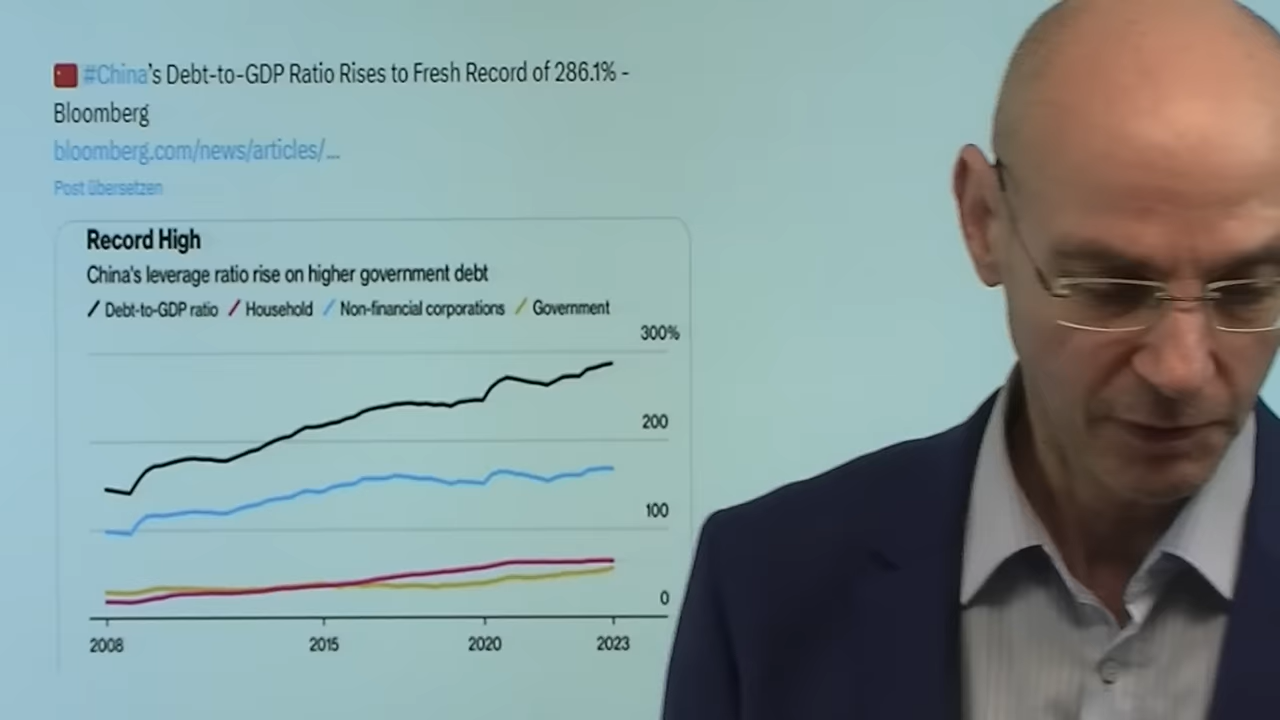 #China's Debt-to-GDP Ratio Rises to Fresh Record of 286.1% -
Bloomberg
bloomberg.com/news/articles/...
Post übersetzen
Record High
China's leverage ratio rise on higher government debt
Debt-to-GDP ratio Household Non-financial corporations Government
300%
200
100
0
2008 2015 2020 2023